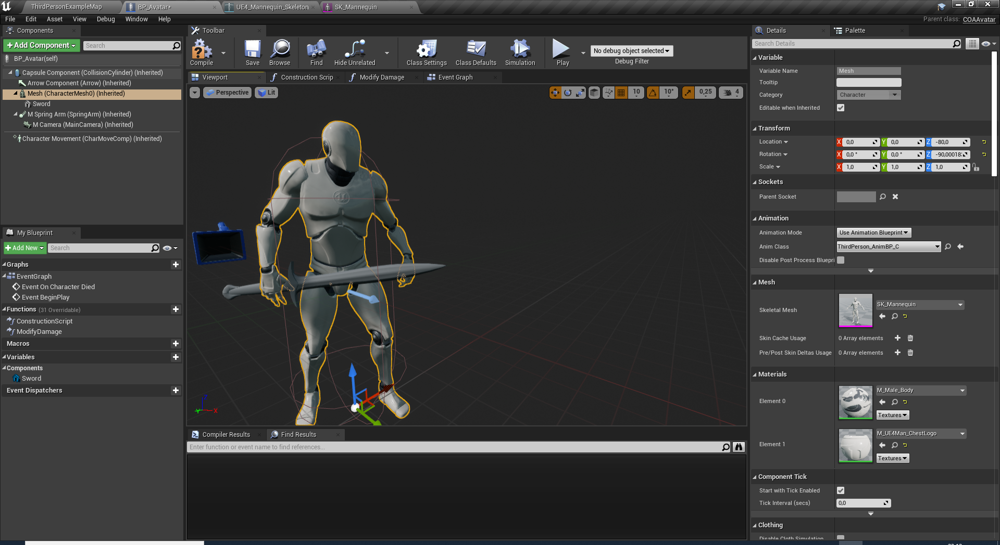 ThirdPersonExampleMap
BP_Avatar*
UE4_Mannequin_Skeleton
SK_Mannequin
File Edit Asset View Debug Window Help
Parent class: COAAvatar
Components
+ Add Component
Search
BP_Avatar(self)
Capsule Component (CollisionCylinder) (Inherited)
Arrow Component (Arrow) (Inherited)
Mesh (CharacterMesh0) (Inherited)
Sword
M Spring Arm (SpringArm) (Inherited)
M Camera (MainCamera) (Inherited)
Character Movement (CharMoveComp) (Inherited)
My Blueprint
+ Add New
Search
Graphs
EventGraph
Event On Character Died
Event BeginPlay
Functions (31 Overridable)
ConstructionScript
ModifyDamage
Macros
Variables
Components
Sword
Event Dispatchers
Toolbar
Compile
Save
Browse
Find
Hide Unrelated
Class Settings
Class Defaults
Simulation
Play
No debug object selected
Debug Filter
Viewport
Construction Scrip
Modify Damage
Event Graph
Perspective
Lit
10
10°
0,25
4
Z
Y
X
Compiler Results
Find Results
Enter function or event name to find references...
Details
Palette
Search Details
Variable
Variable Name Mesh
Tooltip
Category Character
Editable when Inherited
Transform
Location X 0,0 Y 0,0 Z -80,0
Rotation X 0,0 ° Y 0,0 ° Z -90,00018
Scale X 1,0 Y 1,0 Z 1,0
Sockets
Parent Socket
Animation
Animation Mode Use Animation Blueprint
Anim Class ThirdPerson_AnimBP_C
Disable Post Process Bluepri
Mesh
Skeletal Mesh SK_Mannequin
Skin Cache Usage 0 Array elements
Pre/Post Skin Deltas Usage 0 Array elements
Materials
Element 0 M_Male_Body
Textures
Element 1 M_UE4Man_ChestLogo
Textures
Component Tick
Start with Tick Enabled
Tick Interval (secs) 0,0
Clothing
Disable Cloth Simulation